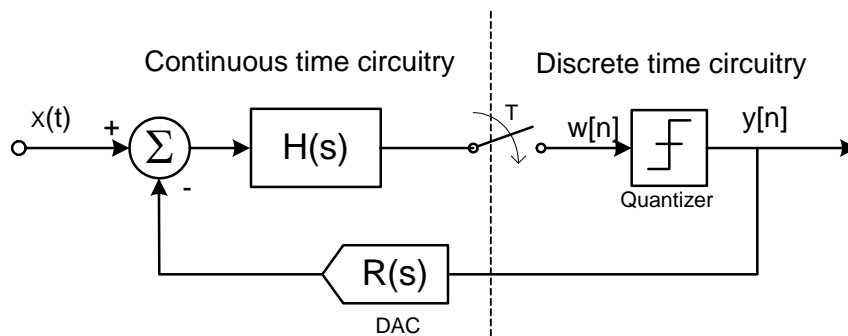 Continuous time circuitry
Discrete time circuitry
x(t)
+
Σ
-
H(s)
T
w[n]
y[n]
Quantizer
R(s)
DAC